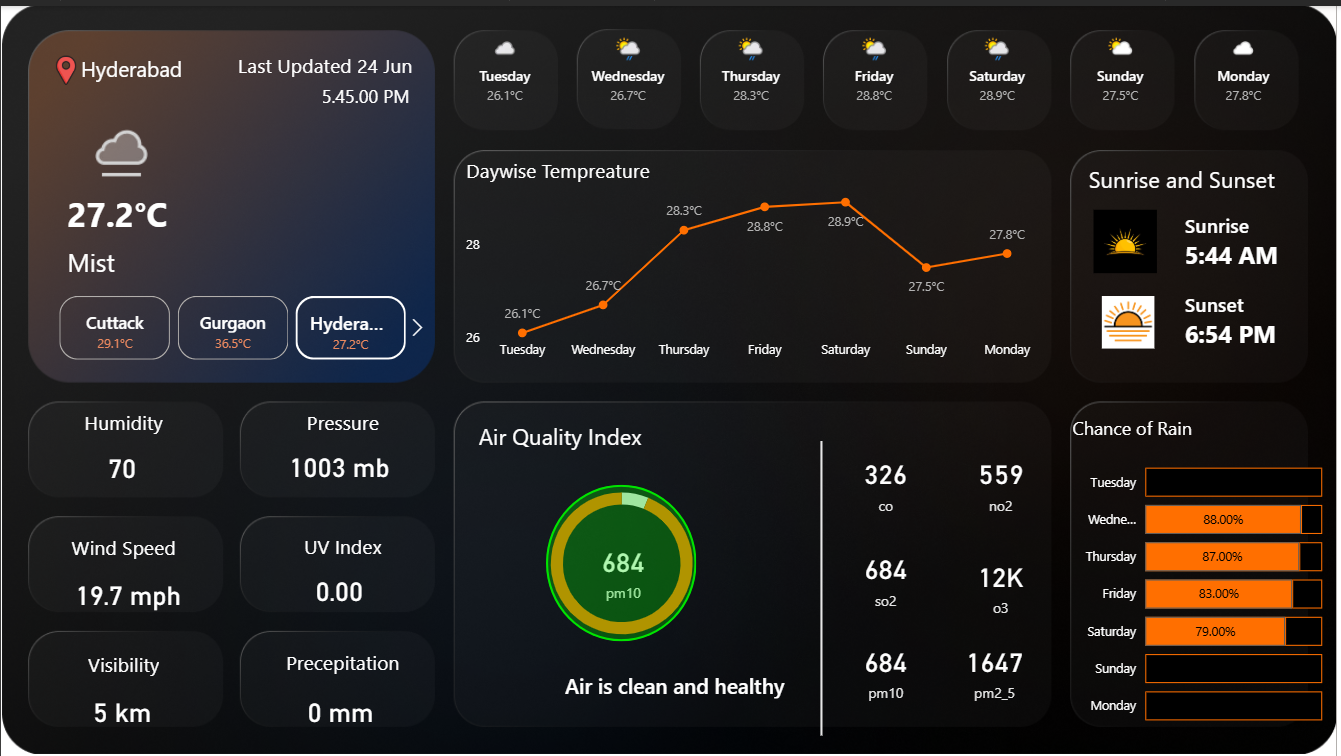 Hyderabad
Last Updated 24 Jun
5.45.00 PM
27.2°C
Mist
Cuttack
29.1°C
Gurgaon
36.5°C
Hydera...
27.2°C
Tuesday
26.1°C
Wednesday
26.7°C
Thursday
28.3°C
Friday
28.8°C
Saturday
28.9°C
Sunday
27.5°C
Monday
27.8°C
Daywise Tempreature
28
26
26.1°C
26.7°C
28.3°C
28.8°C
28.9°C
27.5°C
27.8°C
Tuesday
Wednesday
Thursday
Friday
Saturday
Sunday
Monday
Sunrise and Sunset
Sunrise
5:44 AM
Sunset
6:54 PM
Humidity
70
Pressure
1003 mb
Wind Speed
19.7 mph
UV Index
0.00
Visibility
5 km
Precepitation
0 mm
Air Quality Index
684
pm10
Air is clean and healthy
326
co
559
no2
684
so2
12K
o3
684
pm10
1647
pm2_5
Chance of Rain
Tuesday
Wedne...
88.00%
Thursday
87.00%
Friday
83.00%
Saturday
79.00%
Sunday
Monday